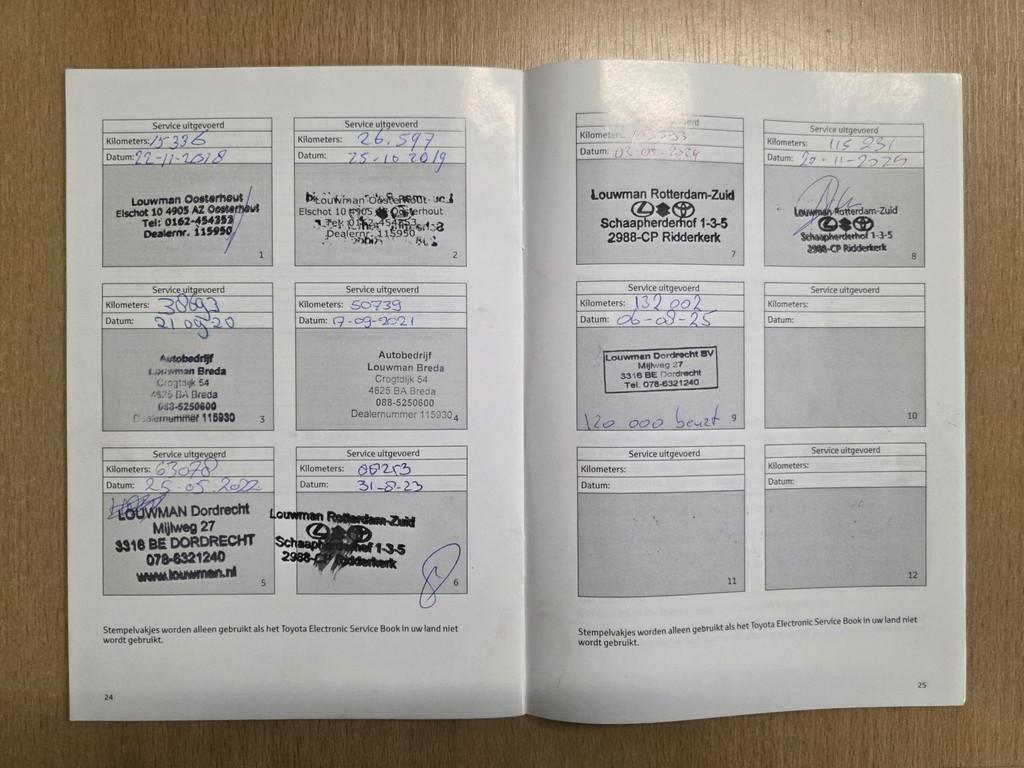 Service uitgevoerd
Kilometers: 15336
Datum: 22-11-2018
Louwman Oosterhout
Elschot 10 4905 AZ Oosterhout
Tel: 0162-454353
Dealernr. 115950
1
Service uitgevoerd
Kilometers: 26.597
Datum: 25-10 2019
Louwman Oosterhout
Elschot 10 4905 Oosterhout
Dealernr. 115950
2
Service uitgevoerd
Kilometers: 38693
Datum: 21 09 20
Autobedrijf
Louwman Breda
Crogtdijk 54
4825 BA Breda
088-5250600
Dealernummer 115930
3
Service uitgevoerd
Kilometers: 50739
Datum: 17-09-2021
Autobedrijf
Louwman Breda
Crogtdijk 54
4825 BA Breda
088-5250600
Dealernummer 115930
4
Service uitgevoerd
Kilometers: 63078
Datum: 25-05 2022
LOUWMAN Dordrecht
Mijlweg 27
3316 BE DORDRECHT
078-6321240
www.louwman.nl
5
Service uitgevoerd
Kilometers:
Datum: 31-8-23
Louwman Rotterdam-Zuid
Schaapherderhof 1-3-5
2988-CP Ridderkerk
6
Stempelvakjes worden alleen gebruikt als het Toyota Electronic Service Book in uw land niet
wordt gebruikt.
24
Kilometers:
Datum: 03-05-2024
Louwman Rotterdam-Zuid
Schaapherderhof 1-3-5
2988-CP Ridderkerk
7
Service uitgevoerd
Kilometers: 115 231
Datum: 20-11-2024
Louwman Rotterdam-Zuid
Schaapherderhof 1-3-5
2988-CP Ridderkerk
8
Service uitgevoerd
Kilometers: 132 002
Datum: 06-08-25
Louwman Dordrecht BV
Mijlweg 27
3316 BE Dordrecht
Tel. 078-6321240
120 000 beurt
9
Service uitgevoerd
Kilometers:
Datum:
10
Service uitgevoerd
Kilometers:
Datum:
11
Service uitgevoerd
Kilometers:
Datum:
12
Stempelvakjes worden alleen gebruikt als het Toyota Electronic Service Book in uw land niet
wordt gebruikt.
25